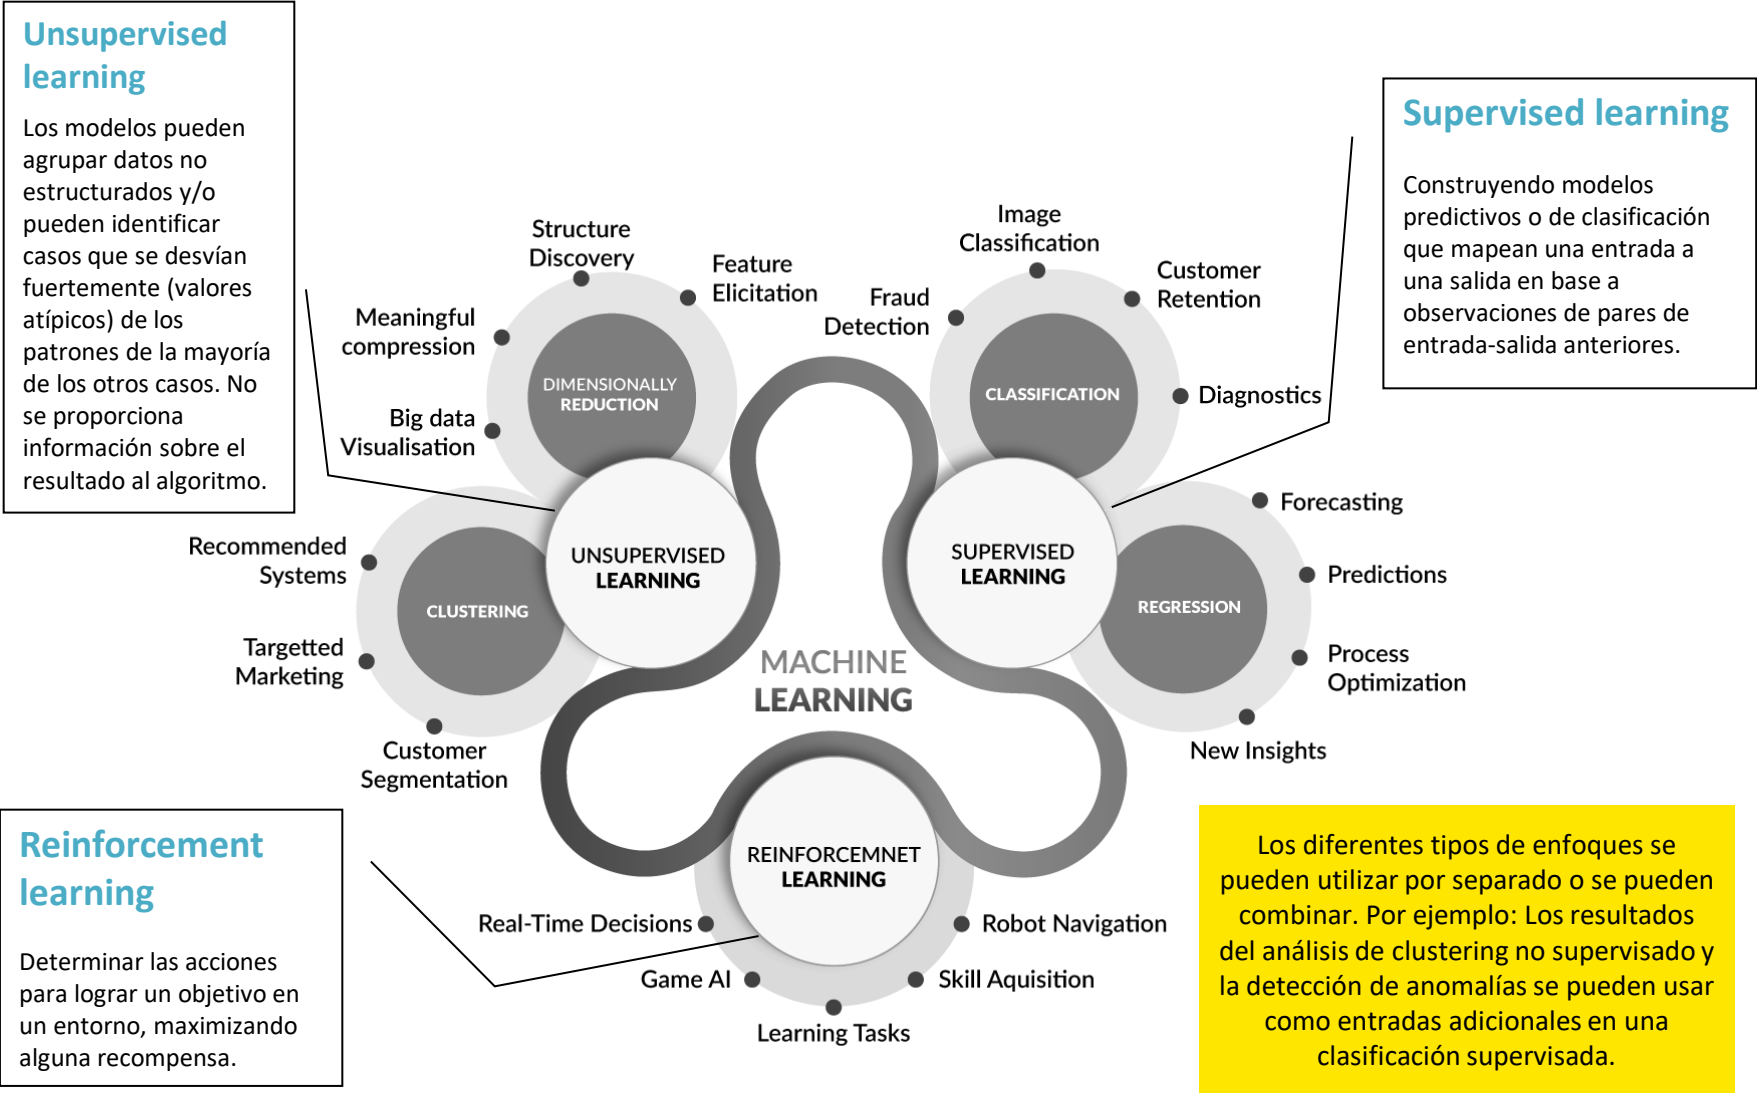 Unsupervised
learning
Los modelos pueden
agrupar datos no
estructurados y/o
pueden identificar
casos que se desvían
fuertemente (valores
atípicos) de los
patrones de la mayoría
de los otros casos. No
se proporciona
información sobre el
resultado al algoritmo.
Supervised learning
Construyendo modelos
predictivos o de clasificación
que mapean una entrada a
una salida en base a
observaciones de pares de
entrada-salida anteriores.
Structure
Discovery
Feature
Elicitation
Meaningful
compression
Big data
Visualisation
DIMENSIONALLY
REDUCTION
Image
Classification
Customer
Retention
Fraud
Detection
Diagnostics
CLASSIFICATION
Recommended
Systems
Targetted
Marketing
Customer
Segmentation
CLUSTERING
UNSUPERVISED
LEARNING
SUPERVISED
LEARNING
Forecasting
Predictions
Process
Optimization
New Insights
REGRESSION
MACHINE
LEARNING
REINFORCEMNET
LEARNING
Real-Time Decisions
Game AI
Learning Tasks
Skill Aquisition
Robot Navigation
Reinforcement
learning
Determinar las acciones
para lograr un objetivo en
un entorno, maximizando
alguna recompensa.
Los diferentes tipos de enfoques se
pueden utilizar por separado o se pueden
combinar. Por ejemplo: Los resultados
del análisis de clustering no supervisado y
la detección de anomalías se pueden usar
como entradas adicionales en una
clasificación supervisada.